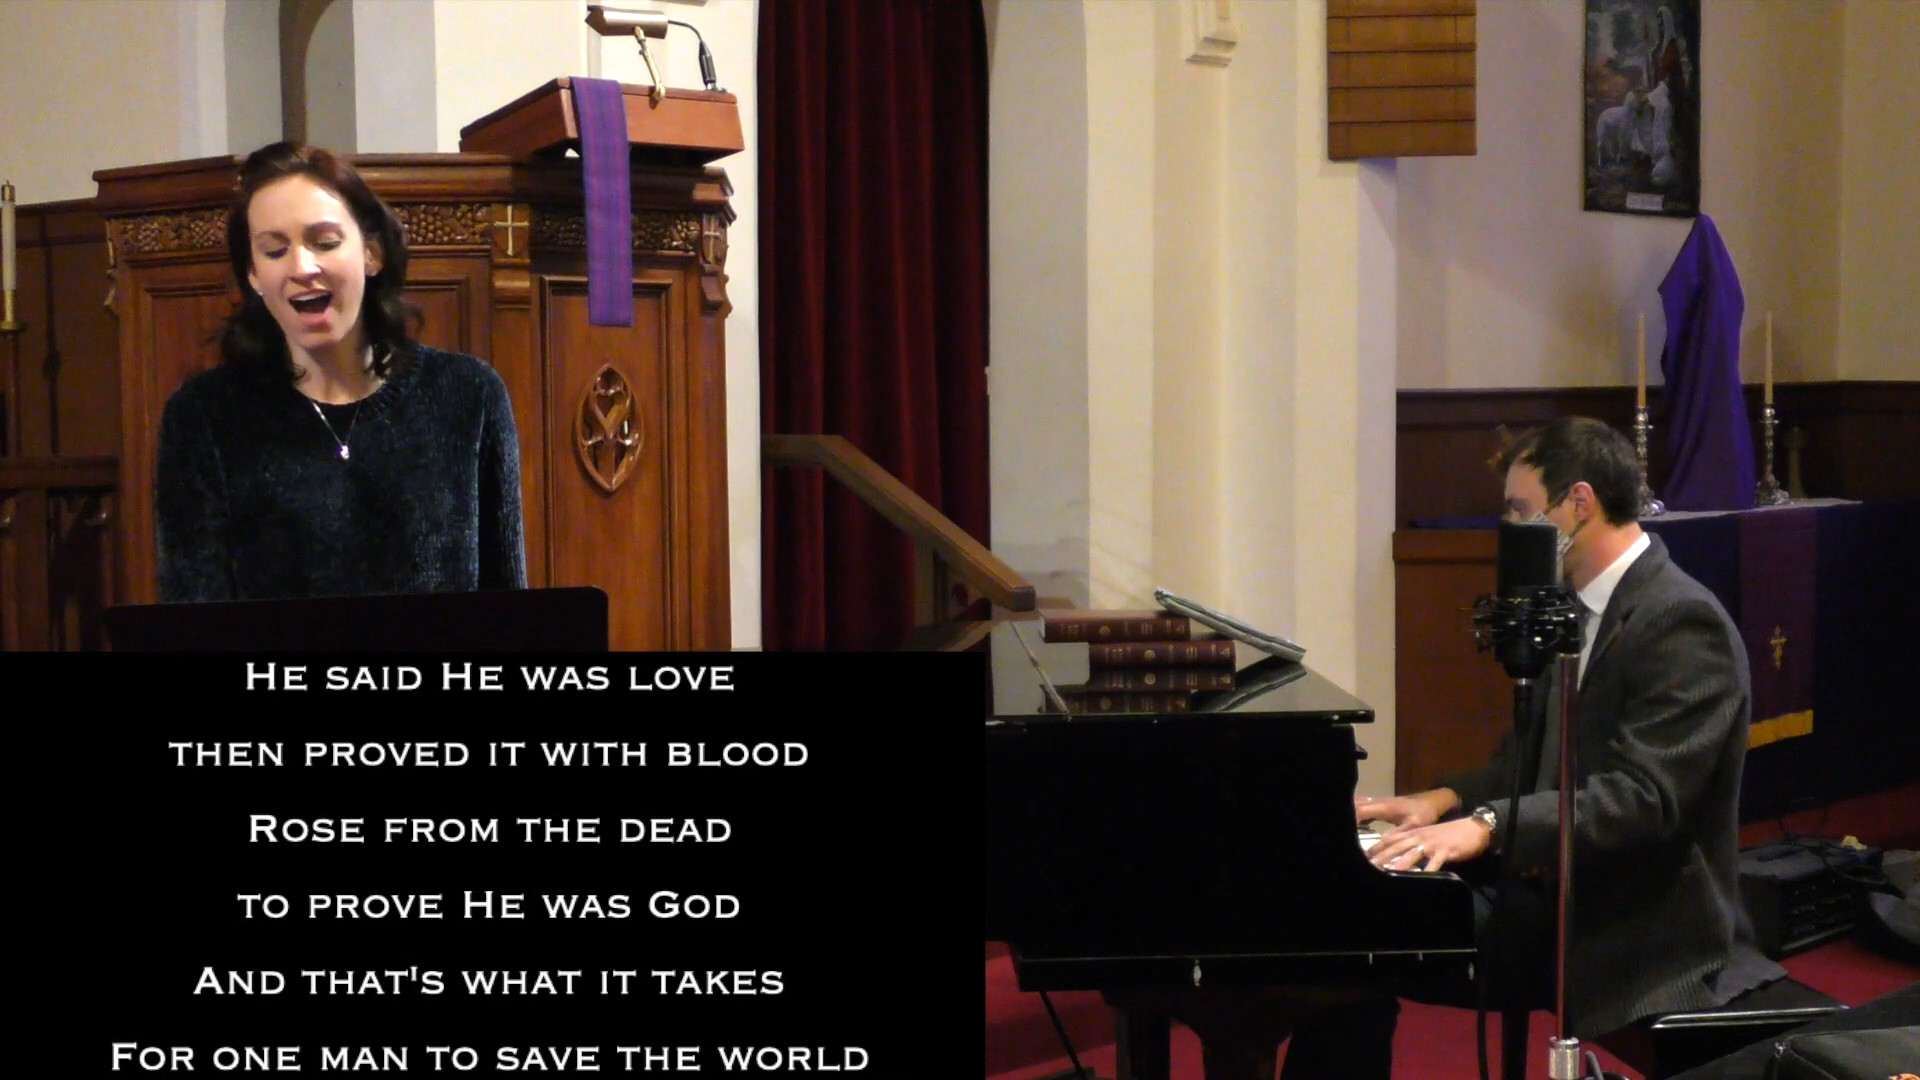 He said He was love
then proved it with blood
Rose from the dead
to prove He was God
And that's what it takes
For one man to save the world